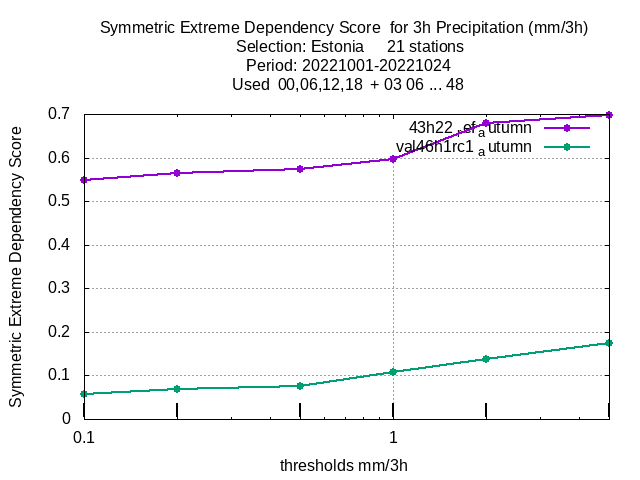 Symmetric Extreme Dependency Score for 3h Precipitation (mm/3h)
Selection: Estonia 21 stations
Period: 20221001-20221024
Used 00,06,12,18 + 03 06 ... 48
43h22_ref_autumn
val46h1rc1_autumn
Symmetric Extreme Dependency Score
0.7
0.6
0.5
0.4
0.3
0.2
0.1
0
0.1 1
thresholds mm/3h